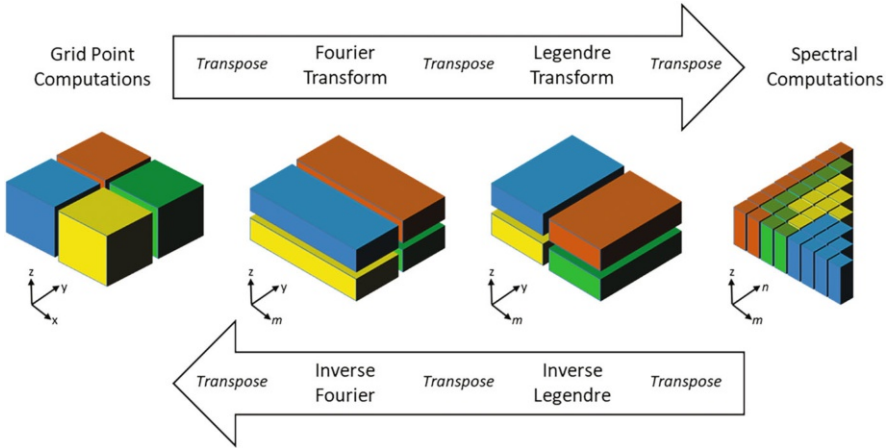 Grid Point
Computations
Transpose
Fourier
Transform
Transpose
Legendre
Transform
Transpose
Spectral
Computations
z
y
x
z
y
m
z
y
m
z
n
m
Transpose
Inverse
Fourier
Transpose
Inverse
Legendre
Transpose